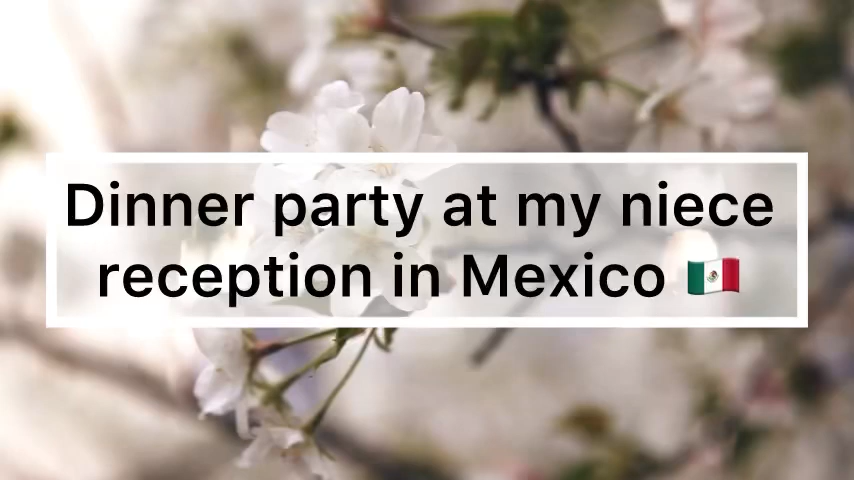 Dinner party at my niece
reception in Mexico 🇲🇽